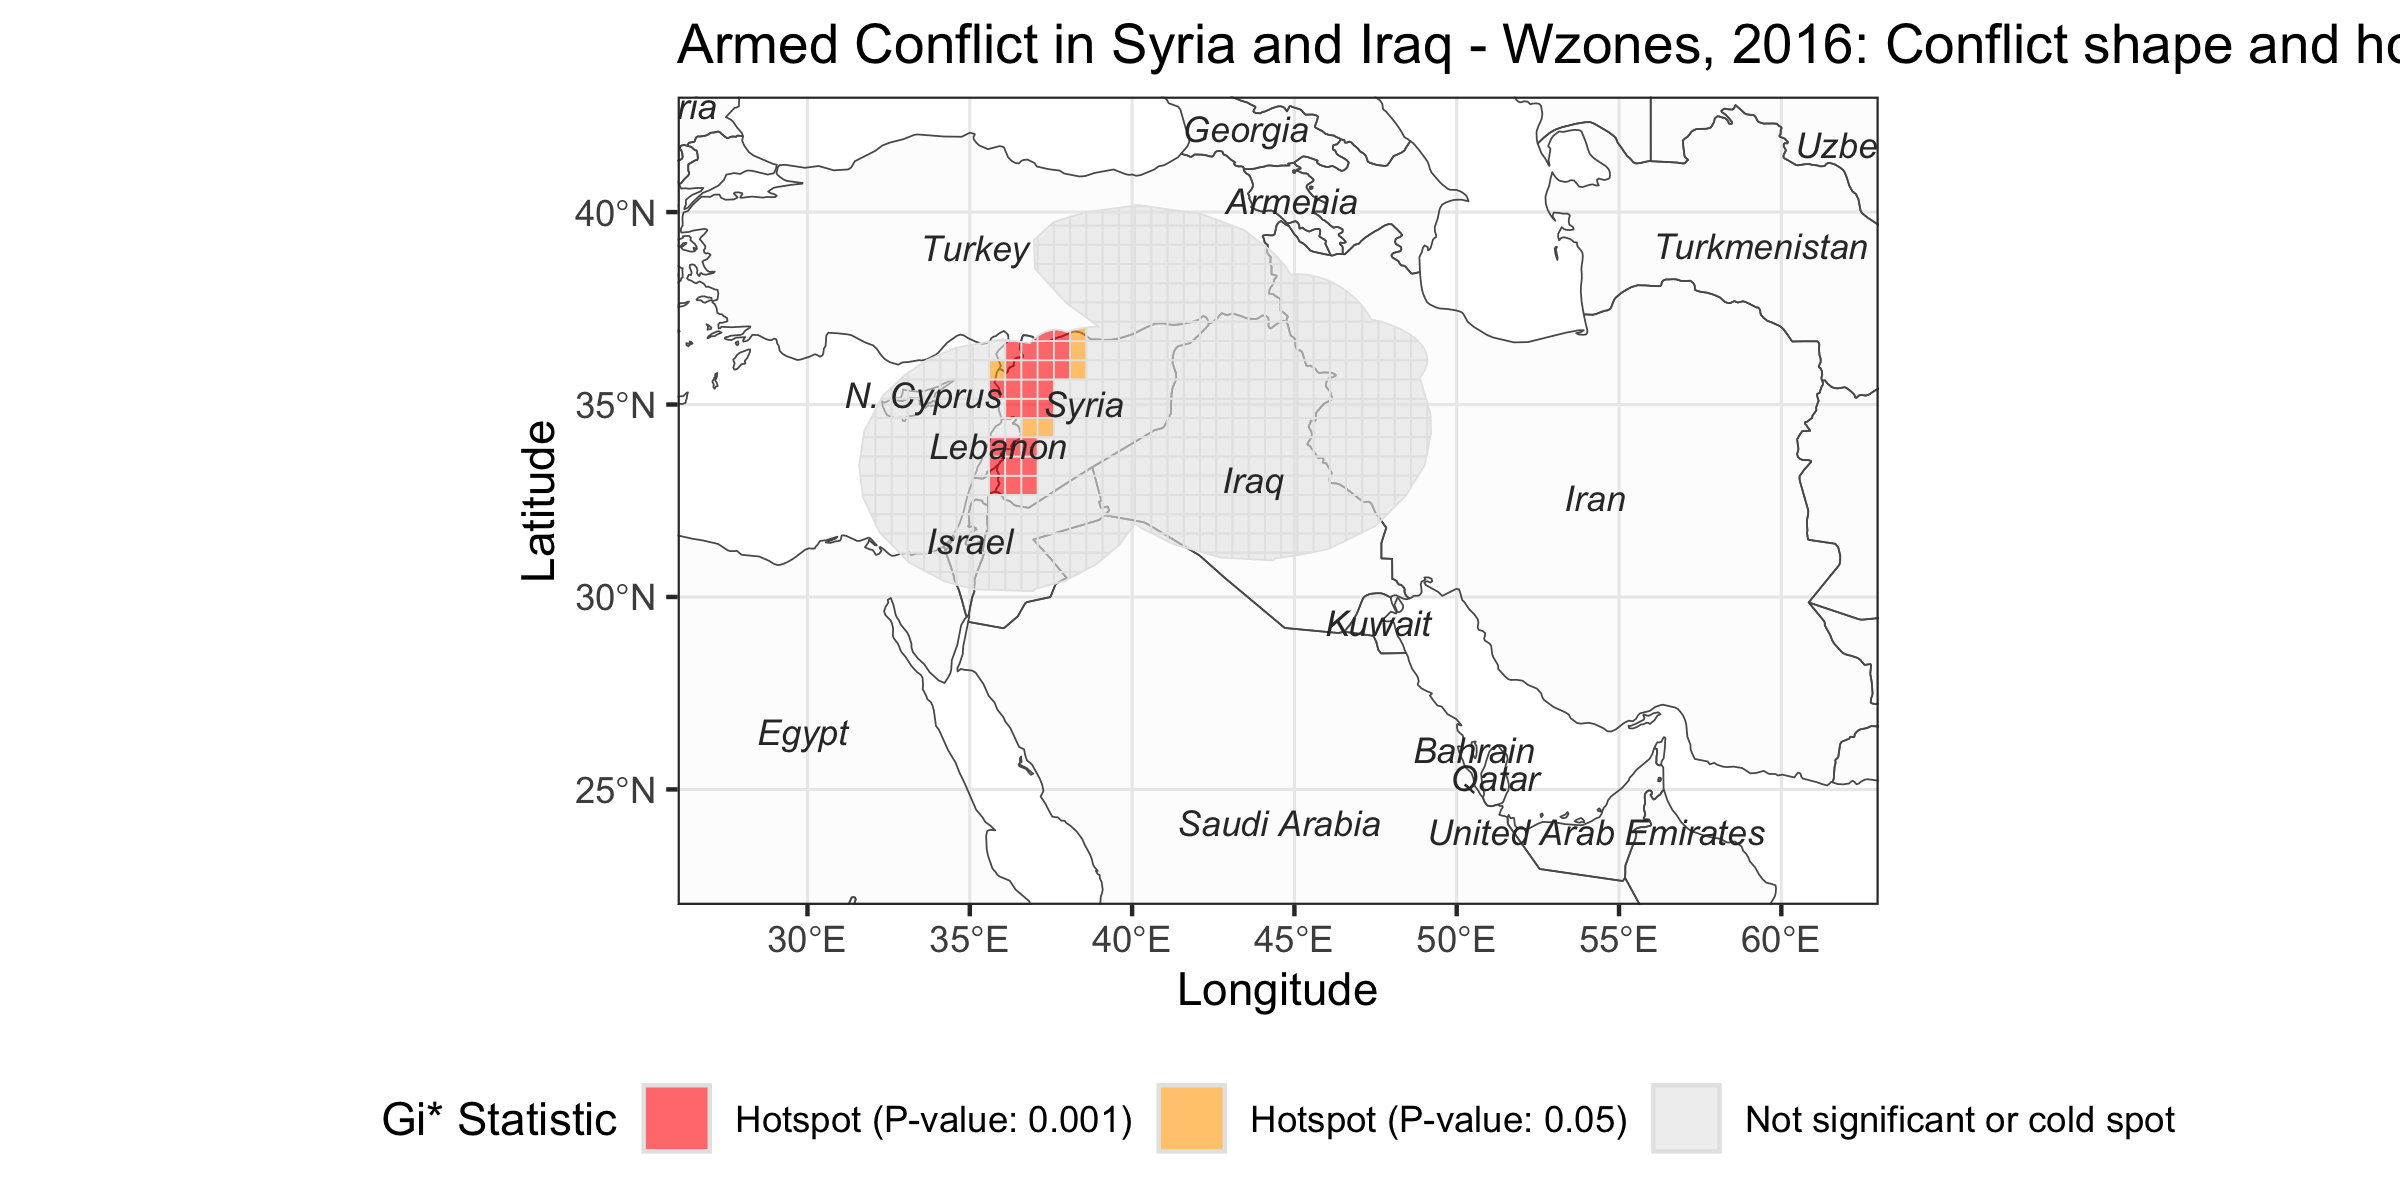 Armed Conflict in Syria and Iraq - Wzones, 2016: Conflict shape and ho
ria
Georgia
Uzbe
Armenia
40°N
Turkey
Turkmenistan
35°N
N. Cyprus
Syria
Lebanon
Iraq
Iran
Latitude
Israel
30°N
Kuwait
Egypt
Bahrain
Qatar
25°N
Saudi Arabia
United Arab Emirates
30°E 35°E 40°E 45°E 50°E 55°E 60°E
Longitude
Gi* Statistic Hotspot (P-value: 0.001) Hotspot (P-value: 0.05) Not significant or cold spot